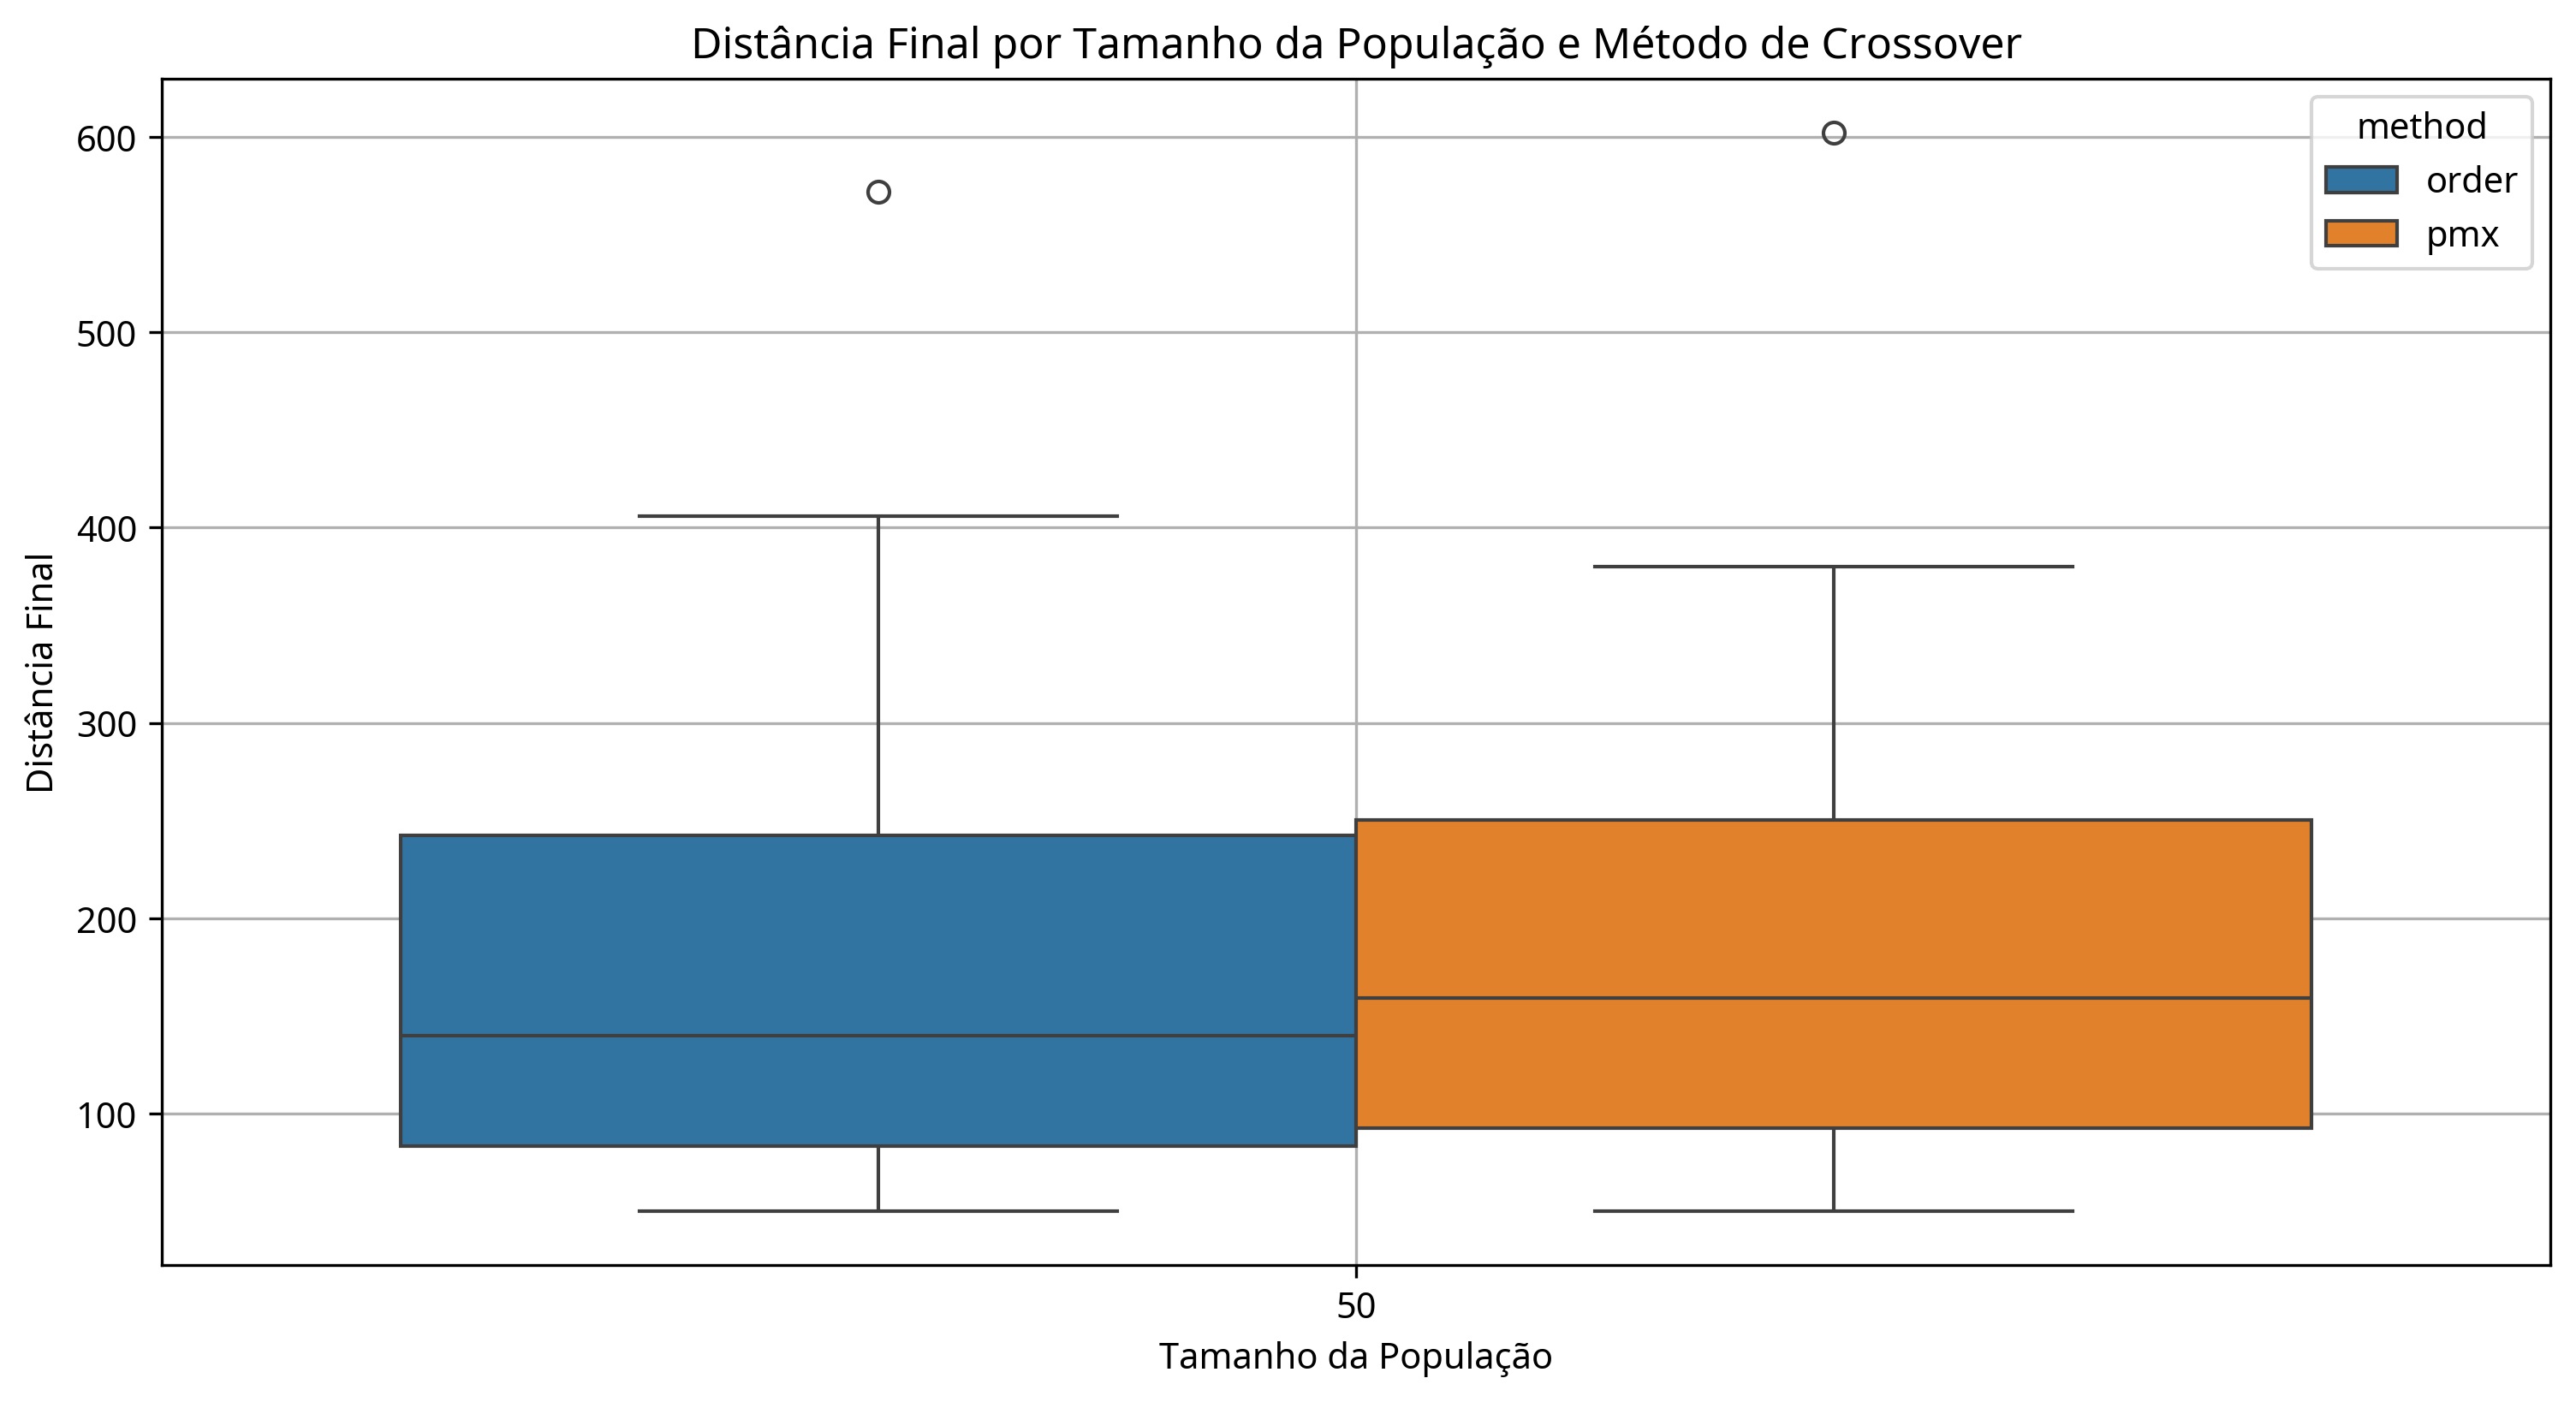 Distância Final por Tamanho da População e Método de Crossover
600
500
400
300
200
100
Distância Final
method
order
pmx
50
Tamanho da População